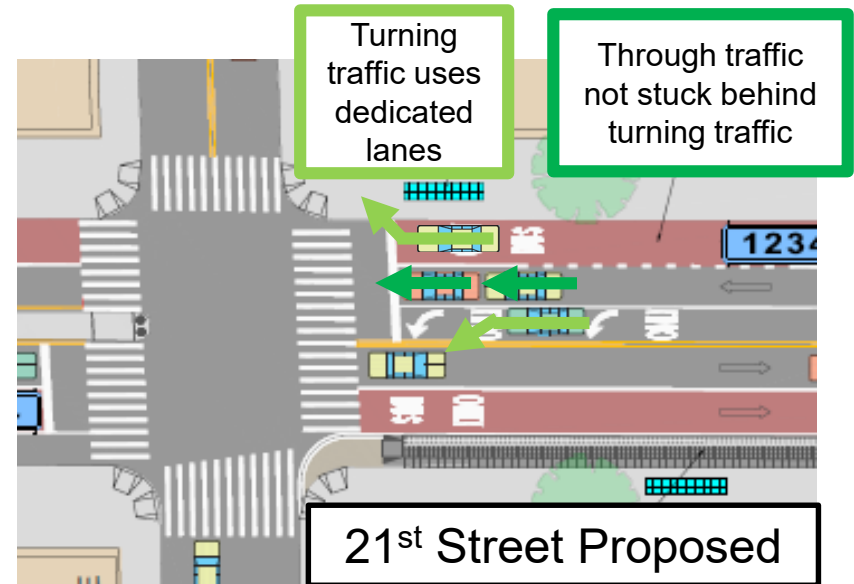 Turning
traffic uses
dedicated
lanes
Through traffic
not stuck behind
turning traffic
1234
21st Street Proposed